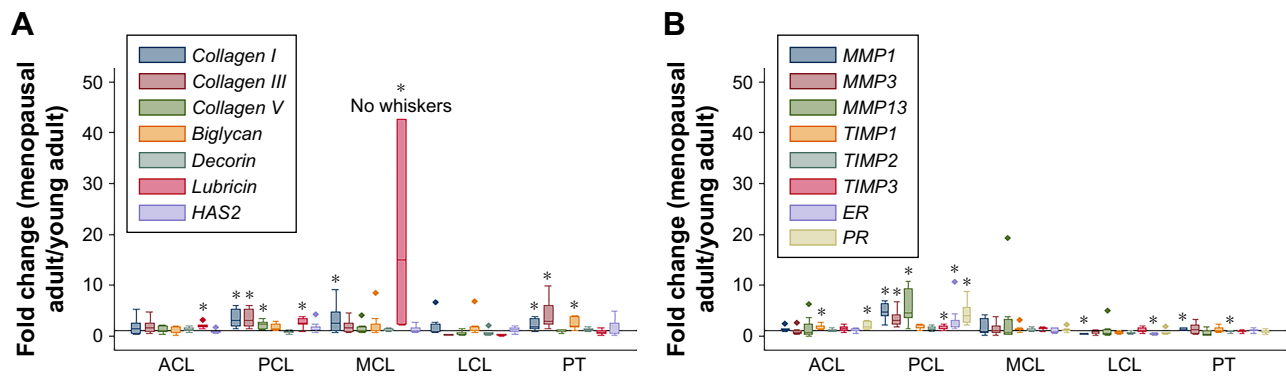 A
Fold change (menopausal
adult/young adult)
50
40
30
20
10
0
Collagen I
Collagen III
Collagen V
Biglycan
Decorin
Lubricin
HAS2
*
No whiskers
*
* * * *
*
* * *
ACL PCL MCL LCL PT
B
Fold change (menopausal
adult/young adult)
50
40
30
20
10
0
MMP1
MMP3
MMP13
TIMP1
TIMP2
TIMP3
ER
PR
* *
* * * * * *
* *
* *
ACL PCL MCL LCL PT